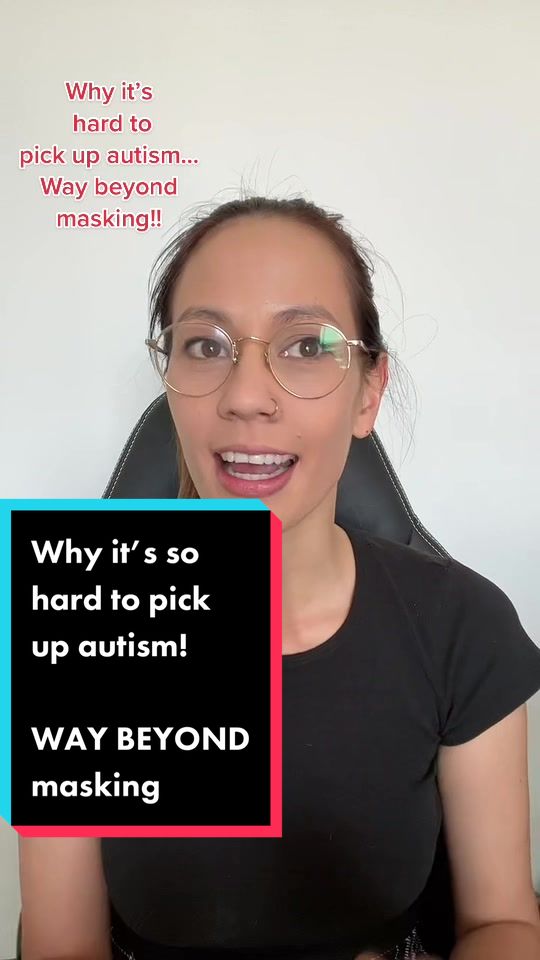 Why it’s
hard to
pick up autism...
Way beyond
masking!!
Why it’s so
hard to pick
up autism!
WAY BEYOND
masking